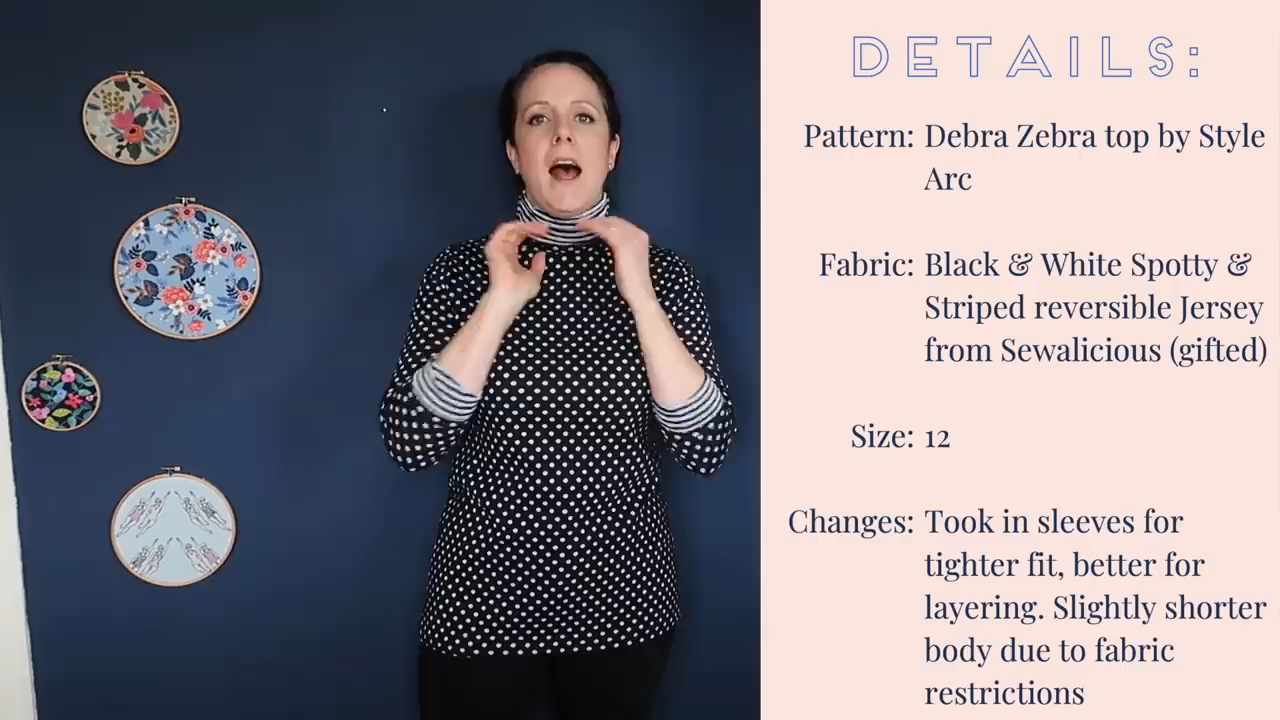 DETAILS:
Pattern: Debra Zebra top by Style
Arc
Fabric: Black & White Spotty &
Striped reversible Jersey
from Sewalicious (gifted)
Size: 12
Changes: Took in sleeves for
tighter fit, better for
layering. Slightly shorter
body due to fabric
restrictions